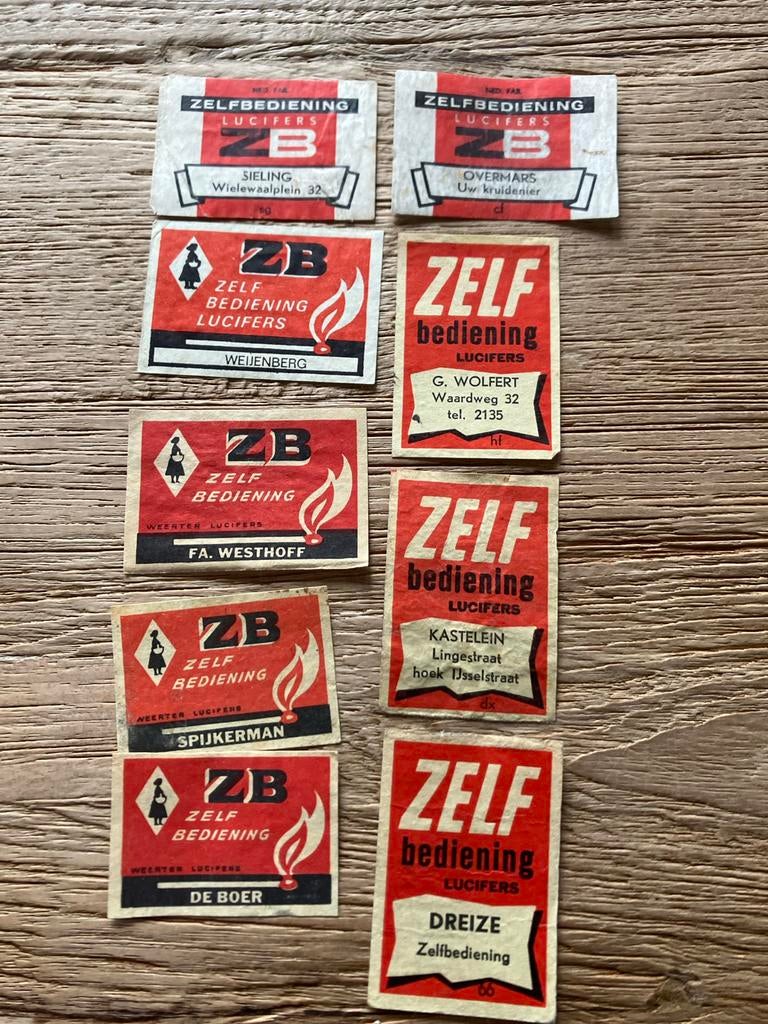 NED. FAB.
ZELFBEDIENING
LUCIFERS
ZB
SIELING
Wielewaalplein 32
sg
NED. FAB.
ZELFBEDIENING
LUCIFERS
ZB
OVERMARS
Uw kruidenier
cf
ZB
ZELF
BEDIENING
LUCIFERS
WEIJENBERG
ZELF
bediening
LUCIFERS
G. WOLFERT
Waardweg 32
tel. 2135
hf
ZB
ZELF
BEDIENING
WEERTER LUCIFERS
FA. WESTHOFF
ZELF
bediening
LUCIFERS
KASTELEIN
Lingestraat
hoek IJsselstraat
dx
ZB
ZELF
BEDIENING
WEERTER LUCIFERS
SPIJKERMAN
ZB
ZELF
BEDIENING
WEERTER LUCIFERS
DE BOER
ZELF
bediening
LUCIFERS
DREIZE
Zelfbediening
66